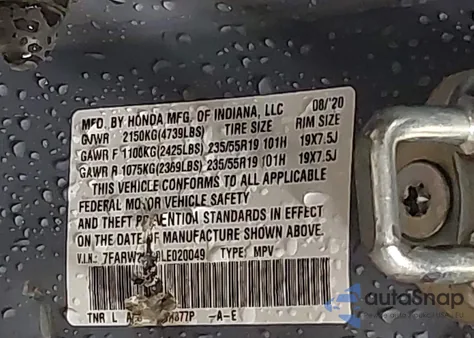 MFD. BY HONDA MFG. OF INDIANA, LLC 08/'20
GVWR 2150KG(4739LBS) TIRE SIZE RIM SIZE
GAWR F 1100KG(2425LBS) 235/55R19 101H 19X7.5J
GAWR R 1075KG(2369LBS) 235/55R19 101H 19X7.5J
THIS VEHICLE CONFORMS TO ALL APPLICABLE
FEDERAL MOTOR VEHICLE SAFETY
AND THEFT PREVENTION STANDARDS IN EFFECT
ON THE DATE OF MANUFACTURE SHOWN ABOVE.
V.I.N.: TYPE: MPV
TNR L -A-E
autoSnap